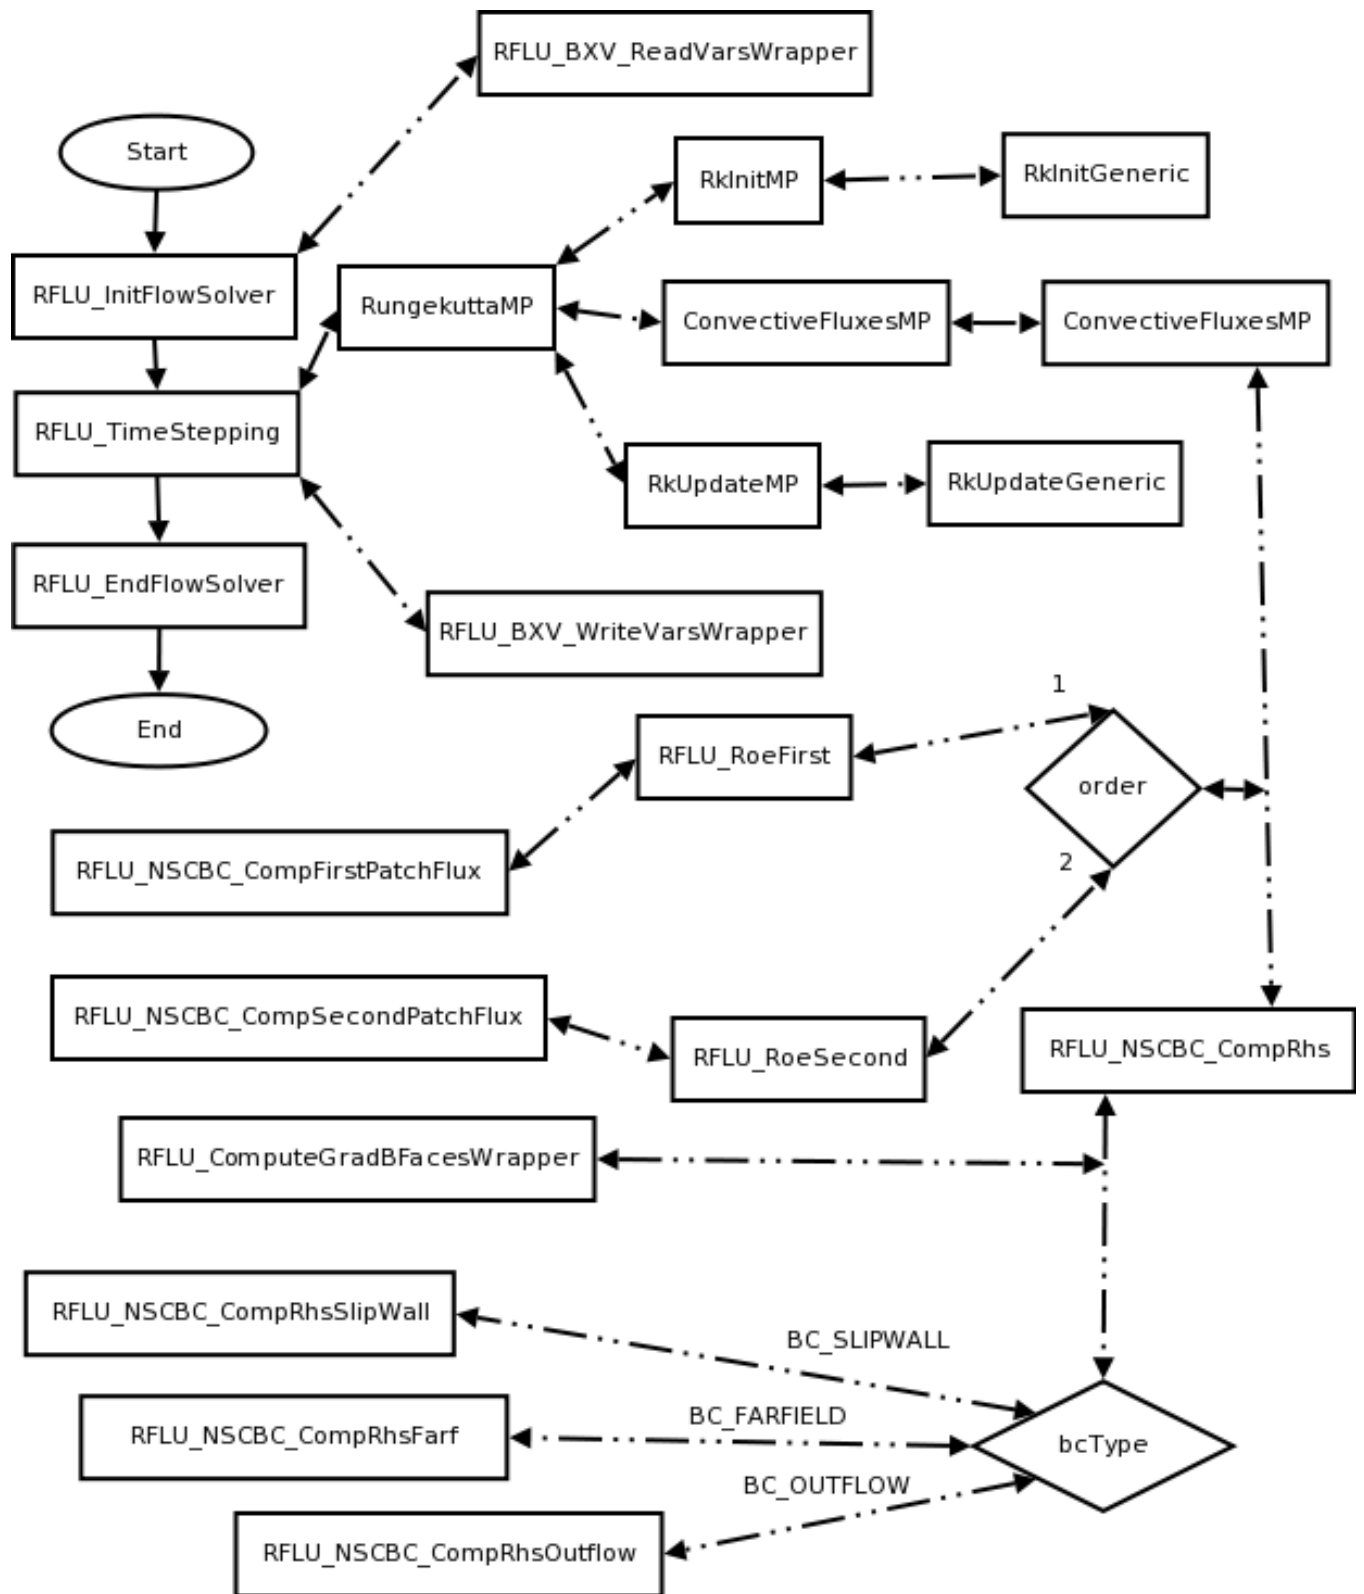 RFLU_BXV_ReadVarsWrapper
Start
RkInitMP
RkInitGeneric
RFLU_InitFlowSolver
RungekuttaMP
ConvectiveFluxesMP
ConvectiveFluxesMP
RFLU_TimeStepping
RkUpdateMP
RkUpdateGeneric
RFLU_EndFlowSolver
RFLU_BXV_WriteVarsWrapper
1
End
RFLU_RoeFirst
order
2
RFLU_NSCBC_CompFirstPatchFlux
RFLU_NSCBC_CompSecondPatchFlux
RFLU_RoeSecond
RFLU_NSCBC_CompRhs
RFLU_ComputeGradBFacesWrapper
RFLU_NSCBC_CompRhsSlipWall
BC_SLIPWALL
BC_FARFIELD
RFLU_NSCBC_CompRhsFarf
bcType
BC_OUTFLOW
RFLU_NSCBC_CompRhsOutflow